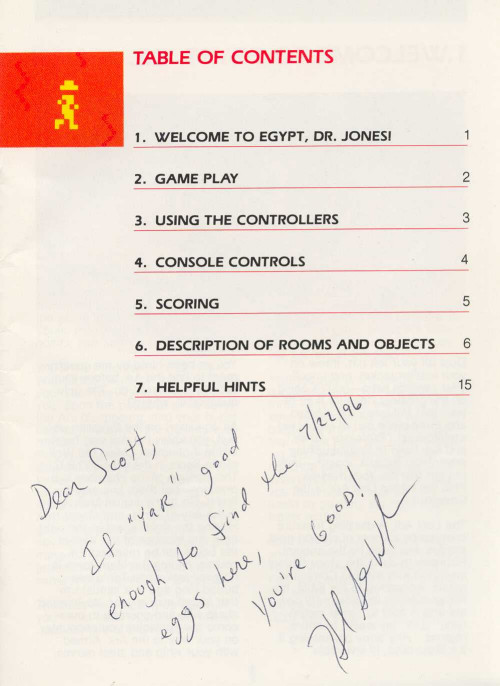 TABLE OF CONTENTS
1. WELCOME TO EGYPT, DR. JONES! 1
2. GAME PLAY 2
3. USING THE CONTROLLERS 3
4. CONSOLE CONTROLS 4
5. SCORING 5
6. DESCRIPTION OF ROOMS AND OBJECTS 6
7. HELPFUL HINTS 15
7/22/96
Dear Scott,
If "yar" good
enough to find the
eggs here,
You're Good!